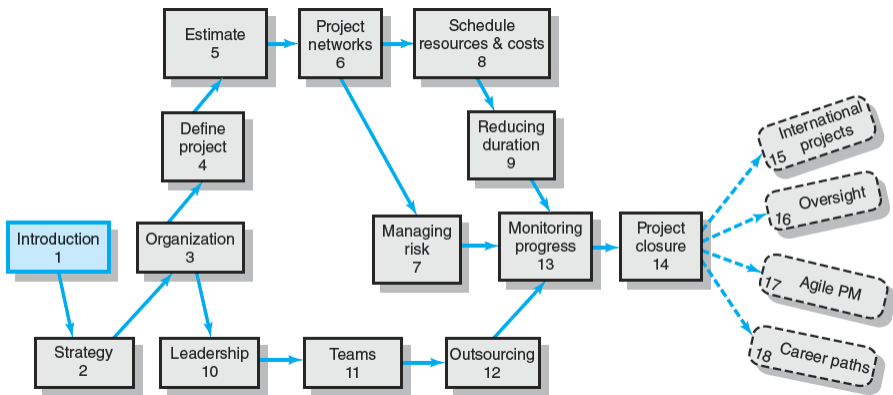 Estimate
5
Project
networks
6
Schedule
resources & costs
8
Define
project
4
Reducing
duration
9
International
projects
15
Oversight
16
Introduction
1
Organization
3
Managing
risk
7
Monitoring
progress
13
Project
closure
14
Agile PM
17
Strategy
2
Leadership
10
Teams
11
Outsourcing
12
Career paths
18